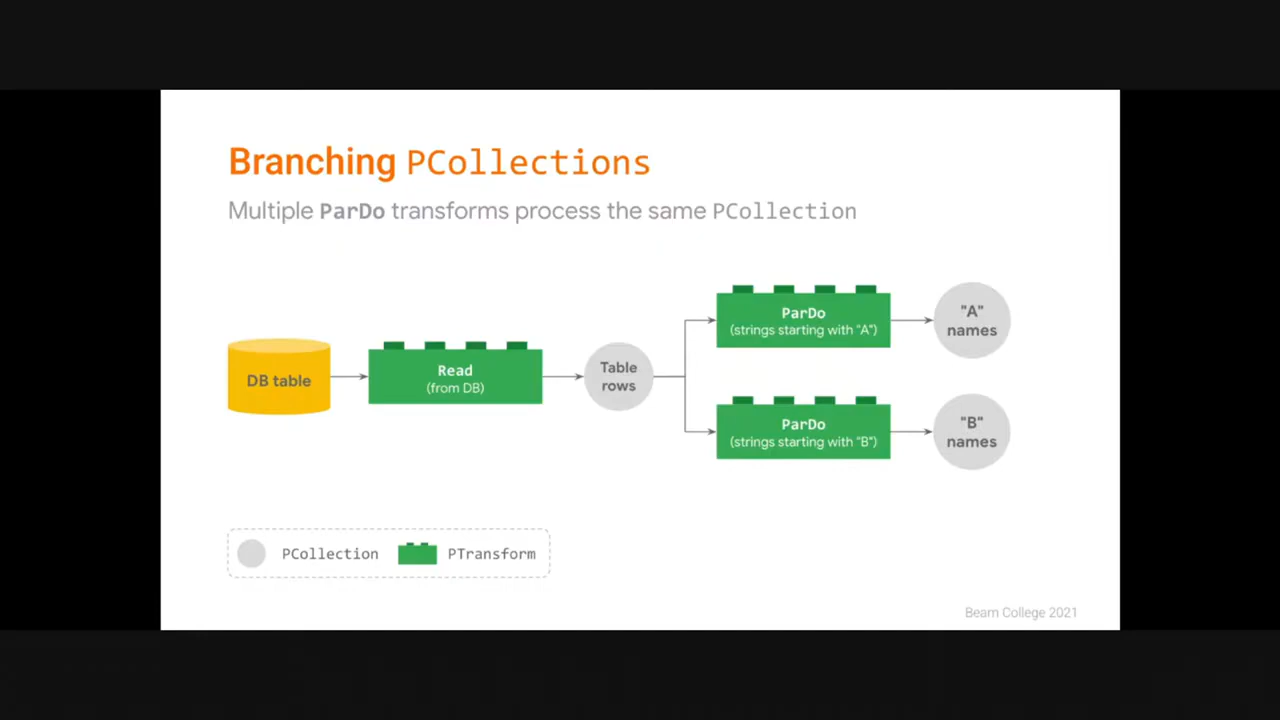 Branching PCollections
Multiple ParDo transforms process the same PCollection
DB table
Read
(from DB)
Table
rows
ParDo
(strings starting with "A")
"A"
names
ParDo
(strings starting with "B")
"B"
names
PCollection
PTransform
Beam College 2021